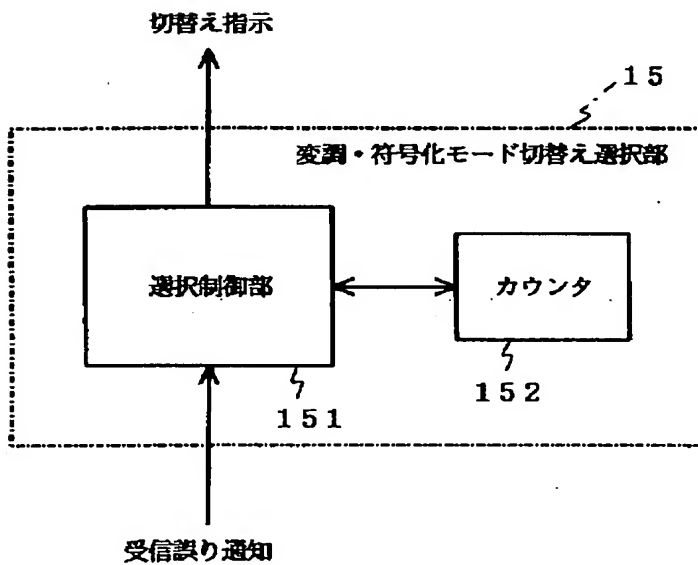 切替え指示
15
変調・符号化モード切替え選択部
選択制御部
カウンタ
151
152
受信誤り通知